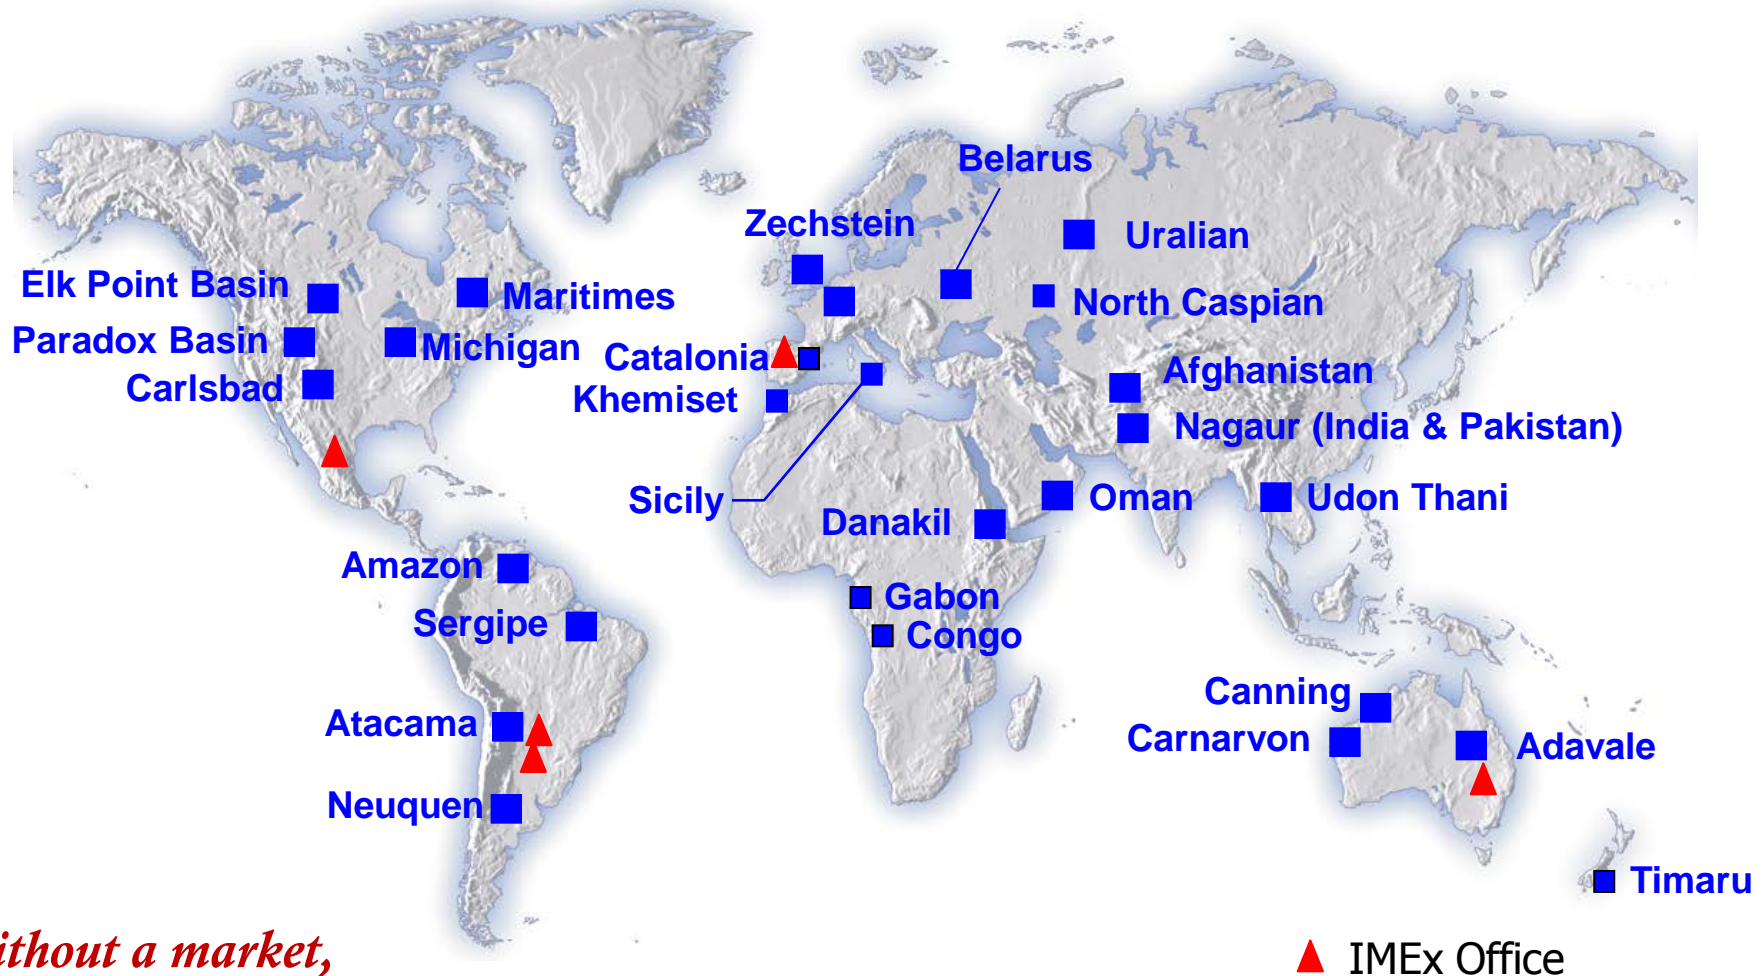 Belarus
Zechstein
Uralian
Elk Point Basin
Maritimes
North Caspian
Paradox Basin
Michigan
Catalonia
Afghanistan
Carlsbad
Khemiset
Nagaur (India & Pakistan)
Sicily
Oman
Udon Thani
Danakil
Amazon
Gabon
Sergipe
Congo
Canning
Atacama
Carnarvon
Adavale
Neuquen
Timaru
ithout a market,
IMEx Office